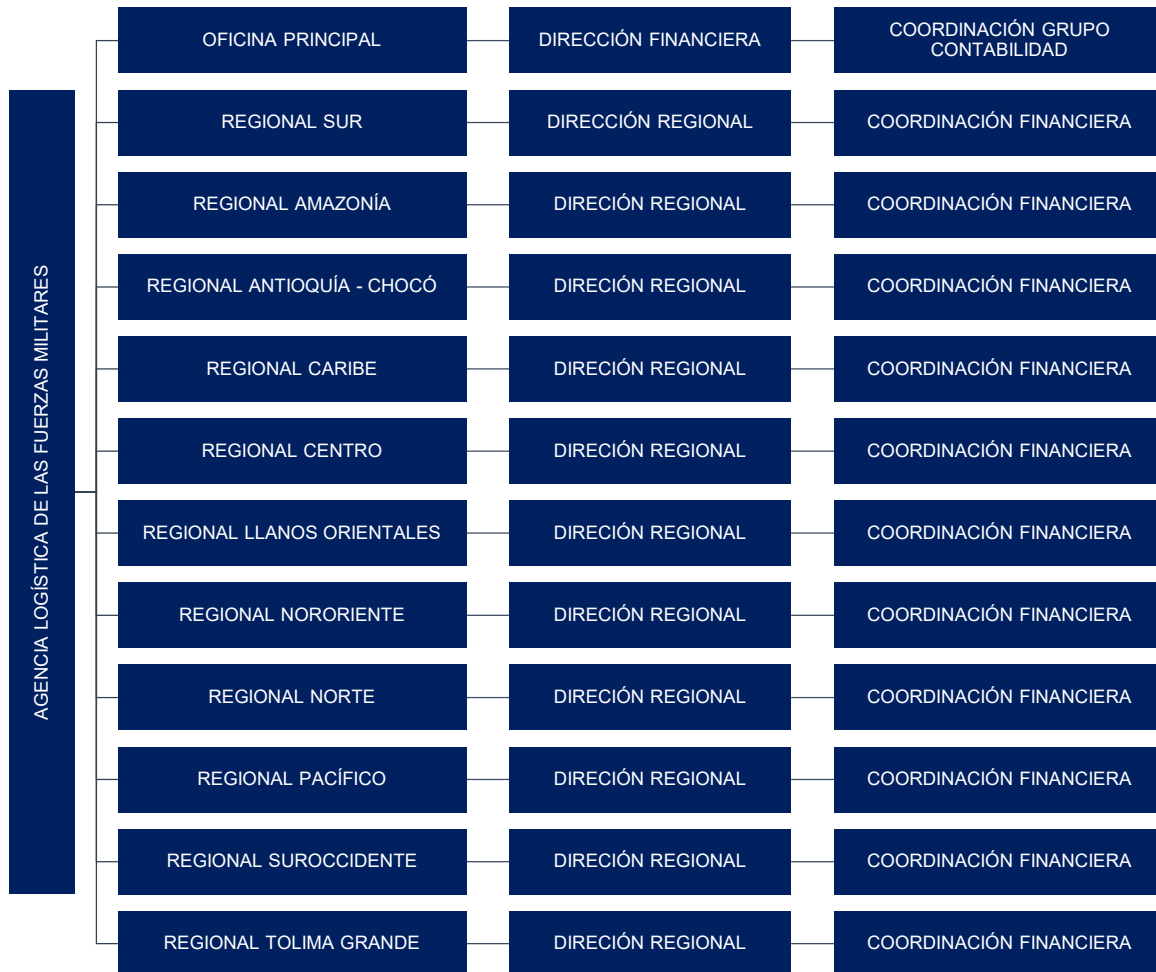 AGENCIA LOGÍSTICA DE LAS FUERZAS MILITARES
OFICINA PRINCIPAL
DIRECCIÓN FINANCIERA
COORDINACIÓN GRUPO
CONTABILIDAD
REGIONAL SUR
DIRECCIÓN REGIONAL
COORDINACIÓN FINANCIERA
REGIONAL AMAZONÍA
DIRECIÓN REGIONAL
COORDINACIÓN FINANCIERA
REGIONAL ANTIOQUÍA - CHOCÓ
DIRECIÓN REGIONAL
COORDINACIÓN FINANCIERA
REGIONAL CARIBE
DIRECIÓN REGIONAL
COORDINACIÓN FINANCIERA
REGIONAL CENTRO
DIRECIÓN REGIONAL
COORDINACIÓN FINANCIERA
REGIONAL LLANOS ORIENTALES
DIRECIÓN REGIONAL
COORDINACIÓN FINANCIERA
REGIONAL NORORIENTE
DIRECIÓN REGIONAL
COORDINACIÓN FINANCIERA
REGIONAL NORTE
DIRECIÓN REGIONAL
COORDINACIÓN FINANCIERA
REGIONAL PACÍFICO
DIRECIÓN REGIONAL
COORDINACIÓN FINANCIERA
REGIONAL SUROCCIDENTE
DIRECIÓN REGIONAL
COORDINACIÓN FINANCIERA
REGIONAL TOLIMA GRANDE
DIRECIÓN REGIONAL
COORDINACIÓN FINANCIERA